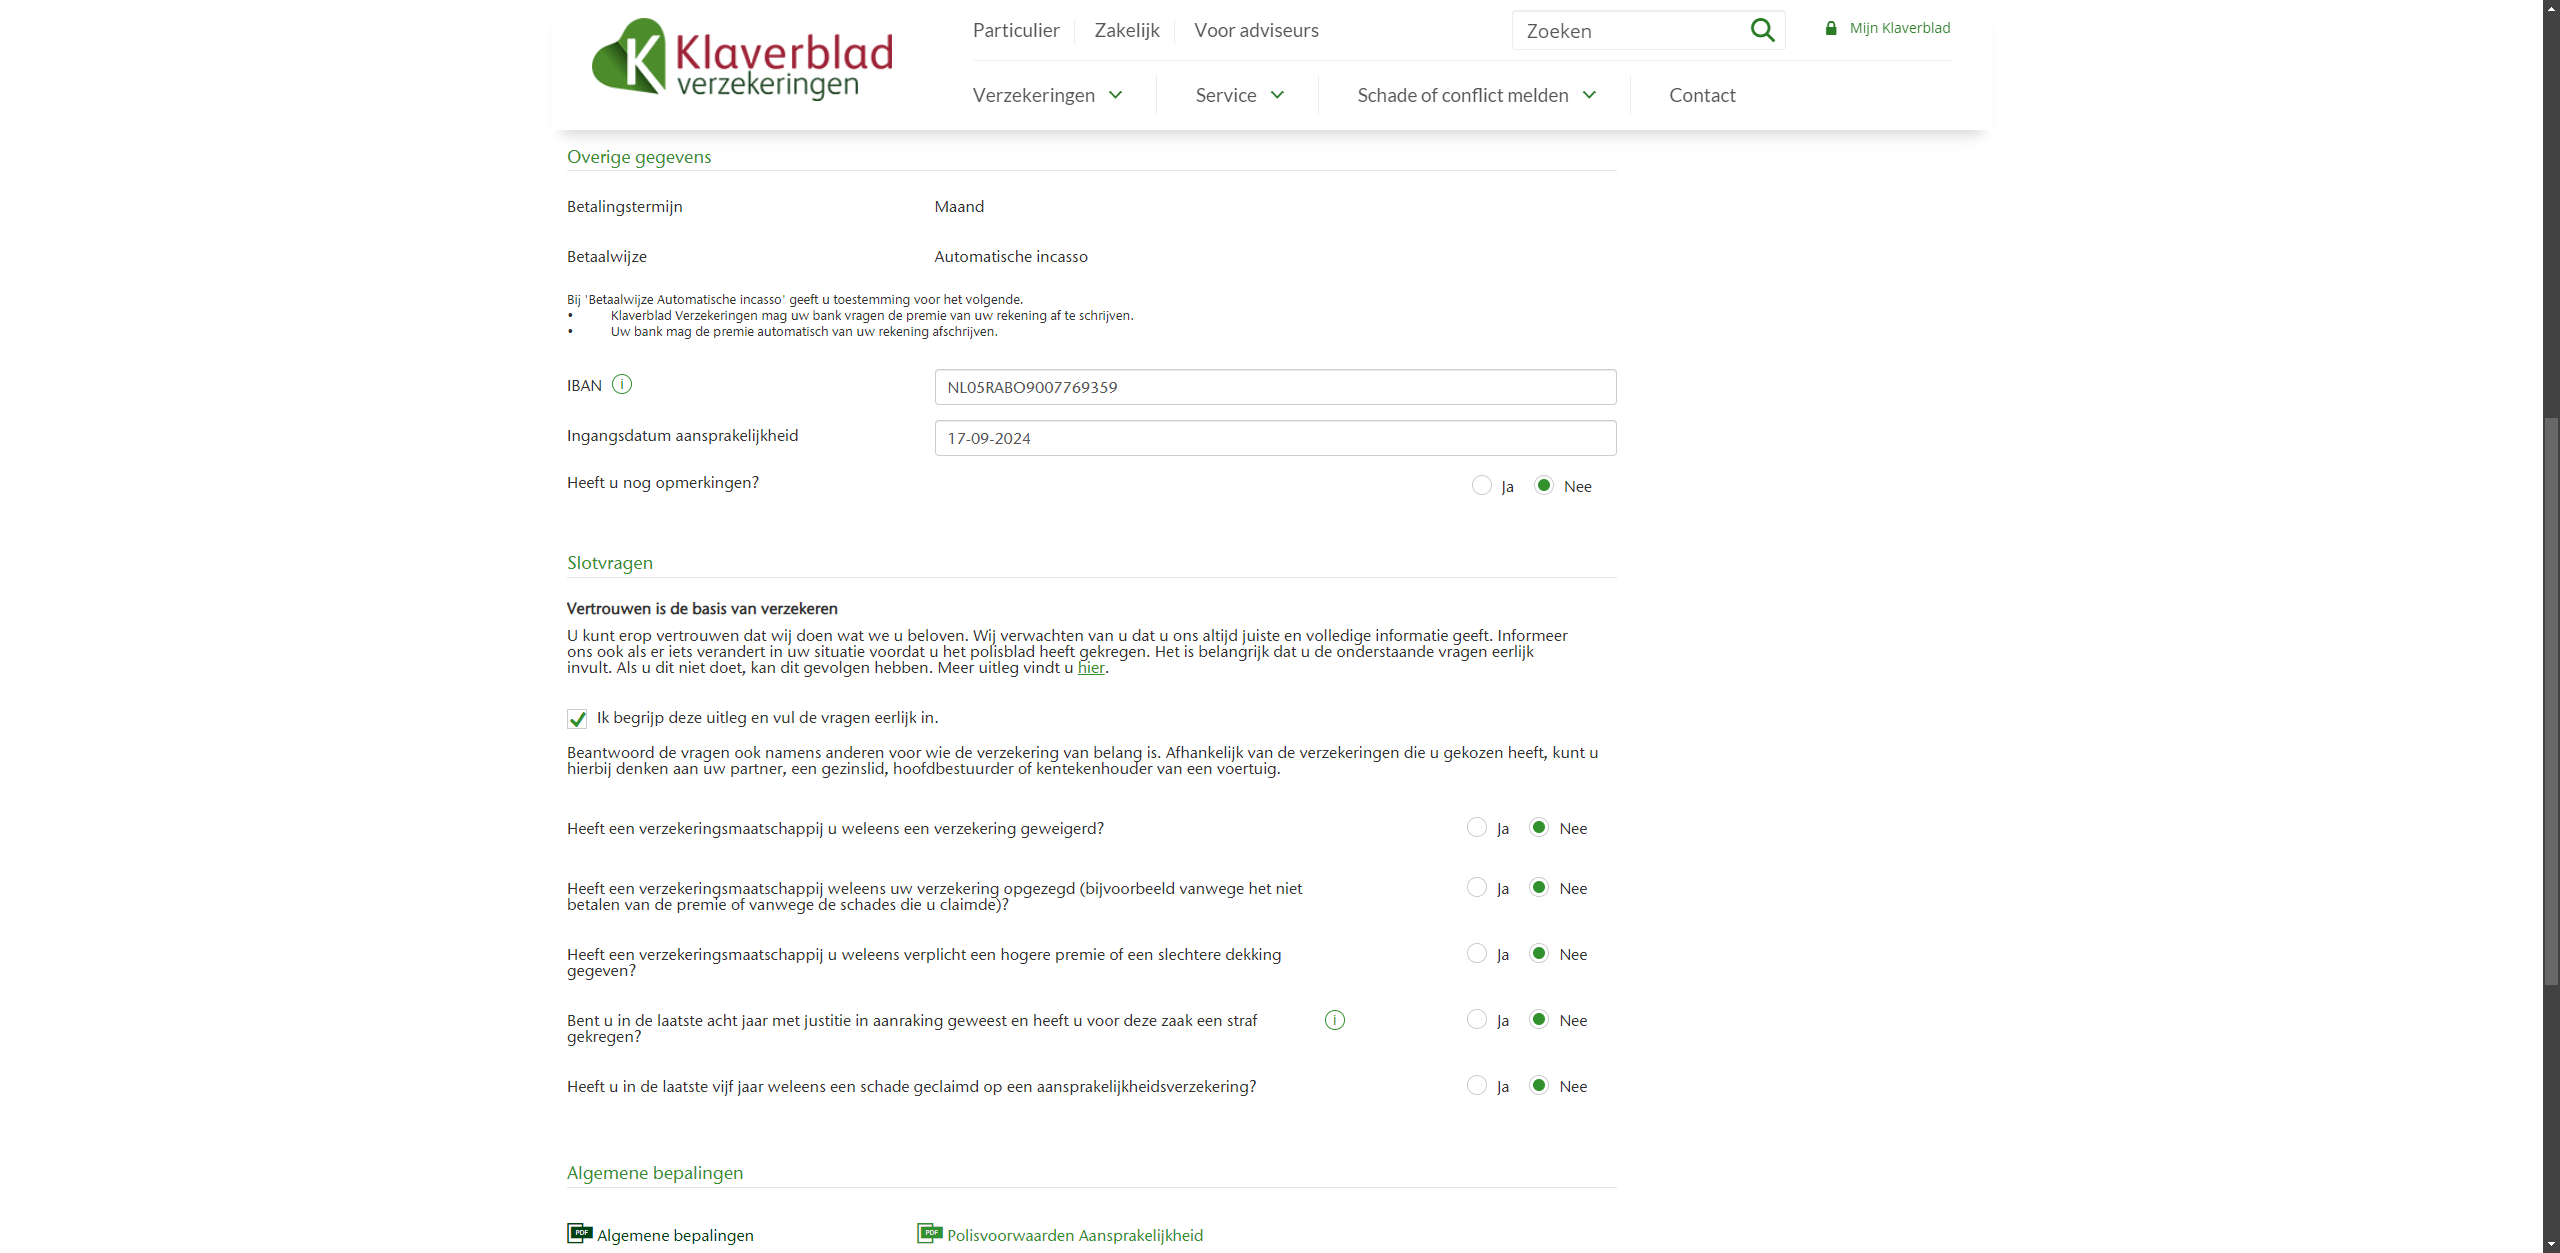 Particulier
Zakelijk
Voor adviseurs
Zoeken
Mijn Klaverblad
K Klaverblad
verzekeringen
Verzekeringen
Service
Schade of conflict melden
Contact
Overige gegevens
Betalingstermijn
Maand
Betaalwijze
Automatische incasso
Bij 'Betaalwijze Automatische incasso' geeft u toestemming voor het volgende.
• Klaverblad Verzekeringen mag uw bank vragen de premie van uw rekening af te schrijven.
• Uw bank mag de premie automatisch van uw rekening afschrijven.
IBAN i
NL05RABO9007769359
Ingangsdatum aansprakelijkheid
17-09-2024
Heeft u nog opmerkingen?
Ja Nee
Slotvragen
Vertrouwen is de basis van verzekeren
U kunt erop vertrouwen dat wij doen wat we u beloven. Wij verwachten van u dat u ons altijd juiste en volledige informatie geeft. Informeer
ons ook als er iets verandert in uw situatie voordat u het polisblad heeft gekregen. Het is belangrijk dat u de onderstaande vragen eerlijk
invult. Als u dit niet doet, kan dit gevolgen hebben. Meer uitleg vindt u hier.
Ik begrijp deze uitleg en vul de vragen eerlijk in.
Beantwoord de vragen ook namens anderen voor wie de verzekering van belang is. Afhankelijk van de verzekeringen die u gekozen heeft, kunt u
hierbij denken aan uw partner, een gezinslid, hoofdbestuurder of kentekenhouder van een voertuig.
Heeft een verzekeringsmaatschappij u weleens een verzekering geweigerd?
Ja Nee
Heeft een verzekeringsmaatschappij weleens uw verzekering opgezegd (bijvoorbeeld vanwege het niet
betalen van de premie of vanwege de schades die u claimde)?
Ja Nee
Heeft een verzekeringsmaatschappij u weleens verplicht een hogere premie of een slechtere dekking
gegeven?
Ja Nee
Bent u in de laatste acht jaar met justitie in aanraking geweest en heeft u voor deze zaak een straf
gekregen?
i
Ja Nee
Heeft u in de laatste vijf jaar weleens een schade geclaimd op een aansprakelijkheidsverzekering?
Ja Nee
Algemene bepalingen
PDF Algemene bepalingen
PDF Polisvoorwaarden Aansprakelijkheid